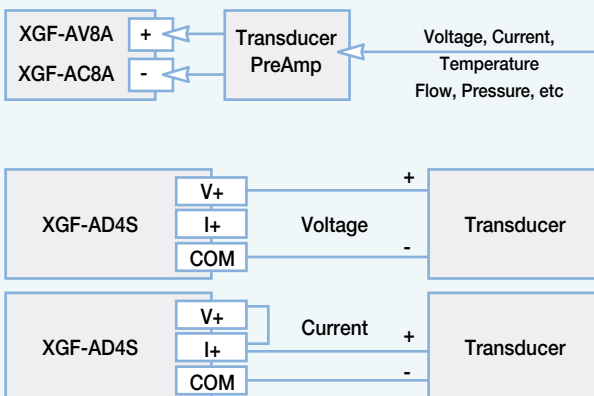 XGF-AV8A
+
XGF-AC8A
-
Transducer
PreAmp
Voltage, Current,
Temperature
Flow, Pressure, etc
XGF-AD4S
V+
I+
COM
Voltage
+
-
Transducer
XGF-AD4S
V+
I+
COM
Current
+
-
Transducer